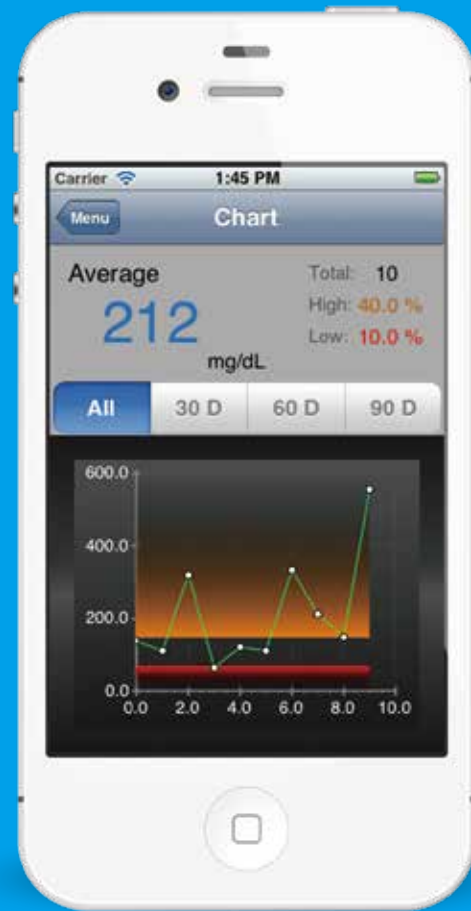 Carrier 1:45 PM
Menu Chart
Average Total: 10
212 High: 40.0 %
Low: 10.0 %
mg/dL
All 30 D 60 D 90 D
600.0
400.0
200.0
0.0
0.0 2.0 4.0 6.0 8.0 10.0